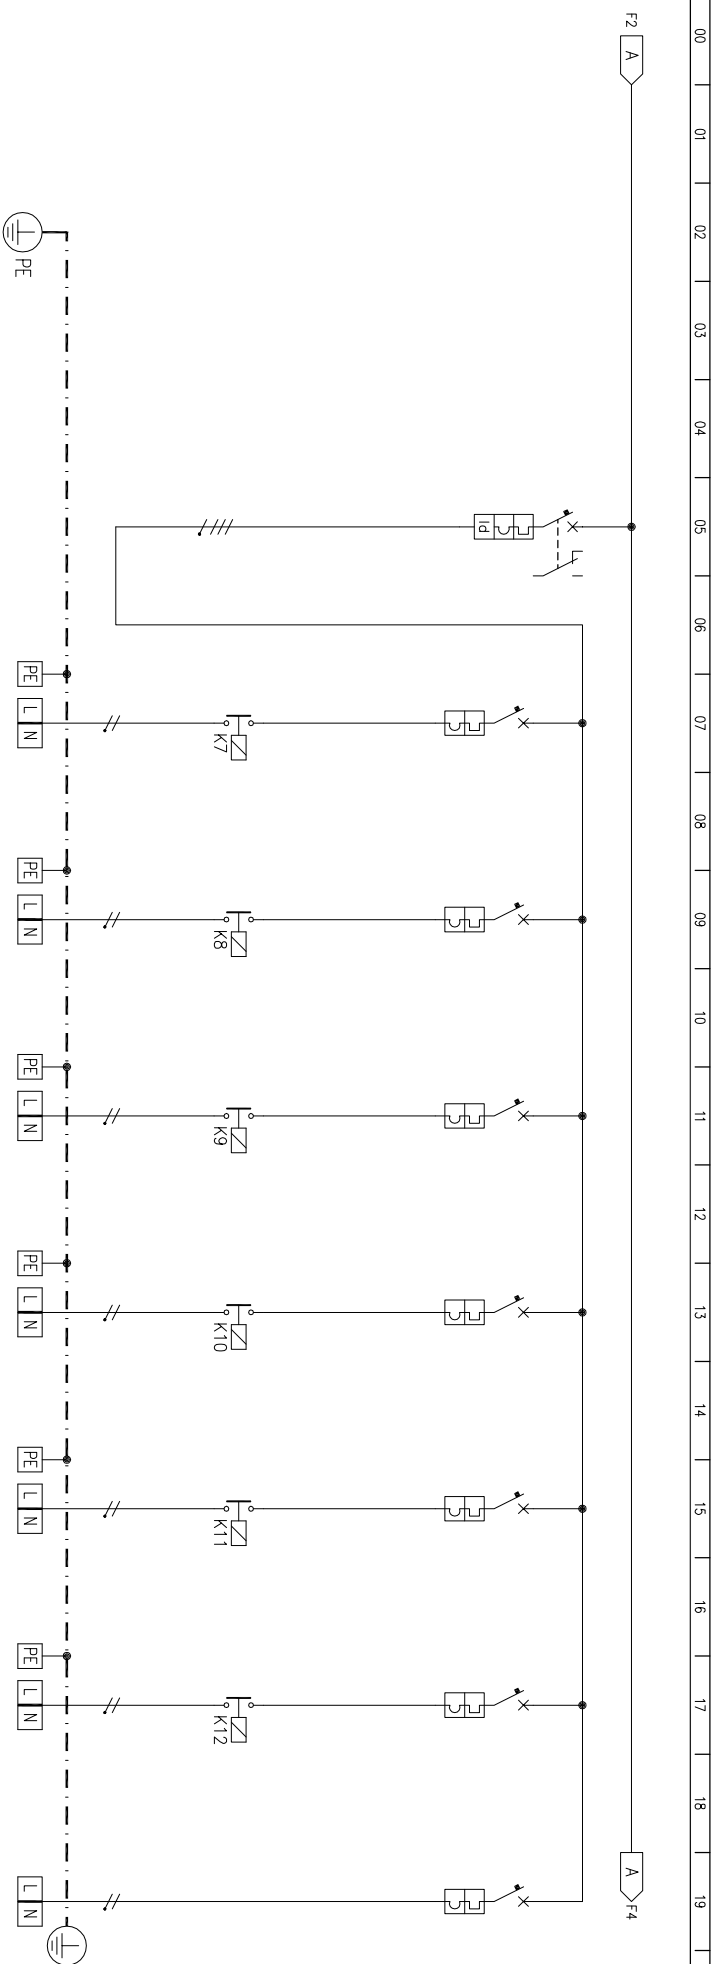 00 01 02 03 04 05 06 07 08 09 10 11 12 13 14 15 16 17 18 19
F2 A A F4
Id
K7 K8 K9 K10 K11 K12
PE
PE L N PE L N PE L N PE L N PE L N PE L N L N